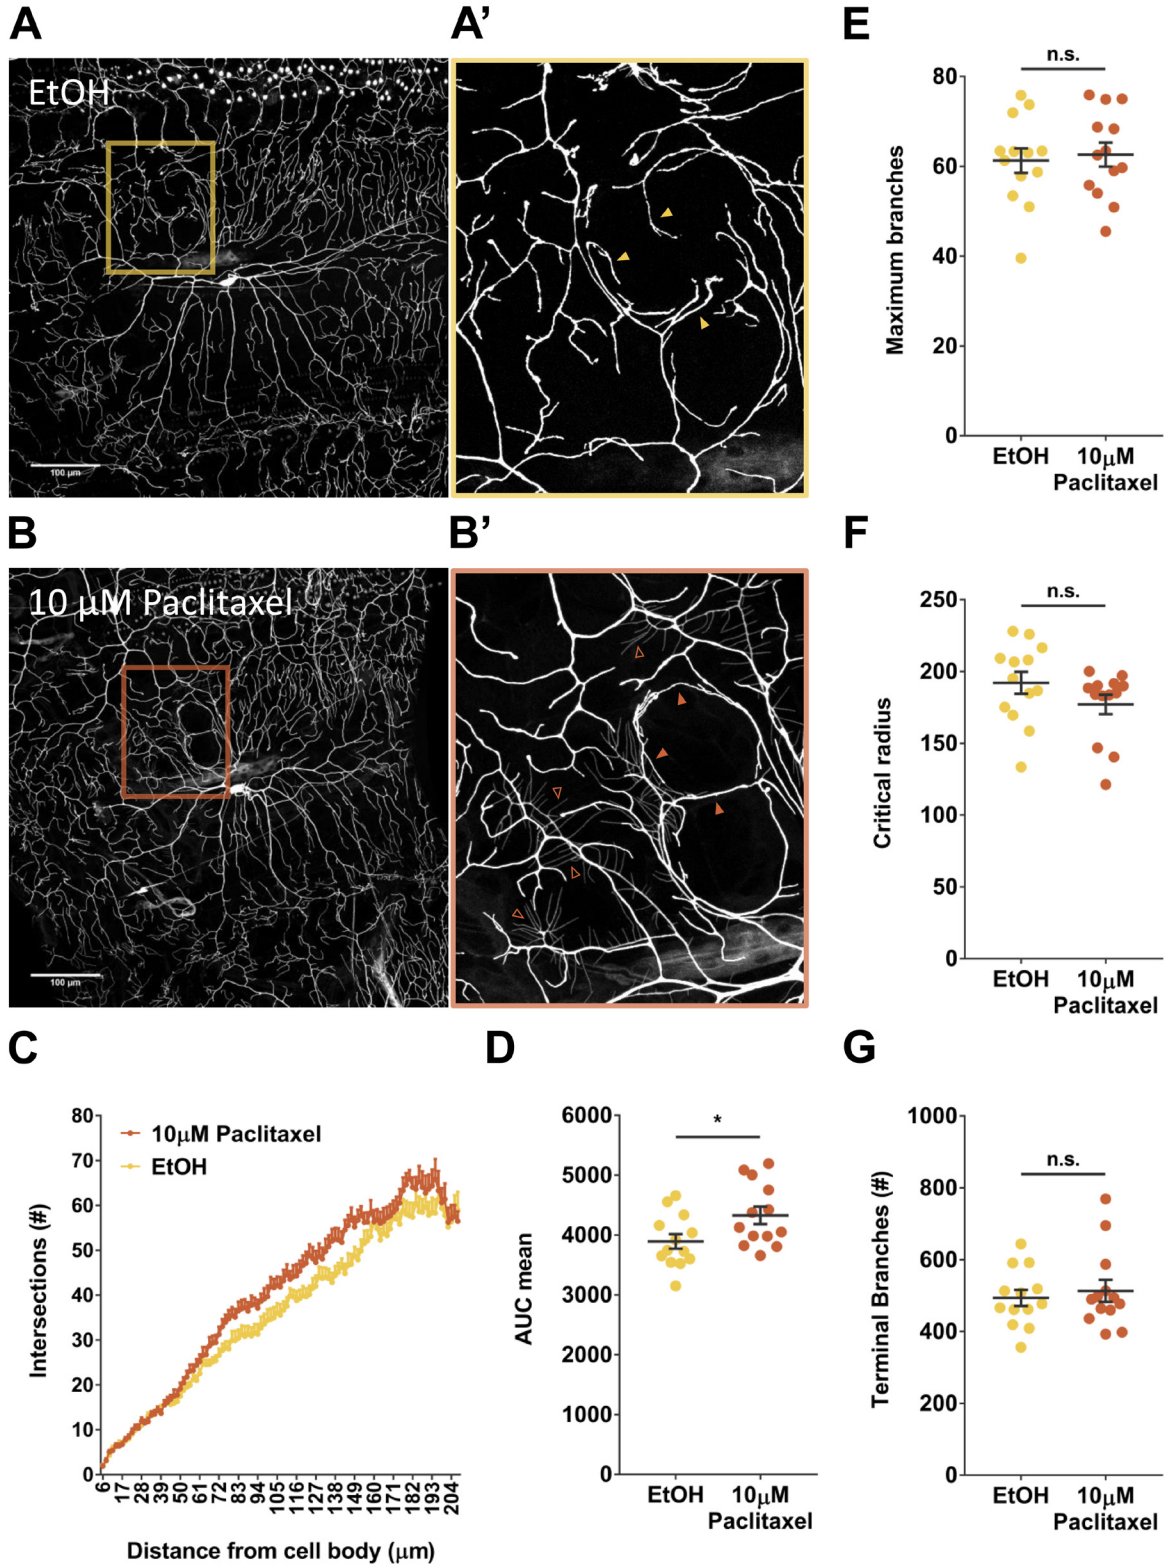 A
A’
E
EtOH
n.s.
80
60
40
20
0
Maximum branches
EtOH
10μM
Paclitaxel
100 μm
B
B’
F
10 μM Paclitaxel
n.s.
250
200
150
100
50
0
Critical radius
EtOH
10μM
Paclitaxel
100 μm
C
D
G
80
70
60
50
40
30
20
10
0
Intersections (#)
10μM Paclitaxel
EtOH
6 17 28 39 50 61 72 83 94 105 116 127 138 149 160 171 182 193 204
Distance from cell body (μm)
*
6000
5000
4000
3000
2000
1000
0
AUC mean
EtOH
10μM
Paclitaxel
n.s.
1000
800
600
400
200
0
Terminal Branches (#)
EtOH
10μM
Paclitaxel